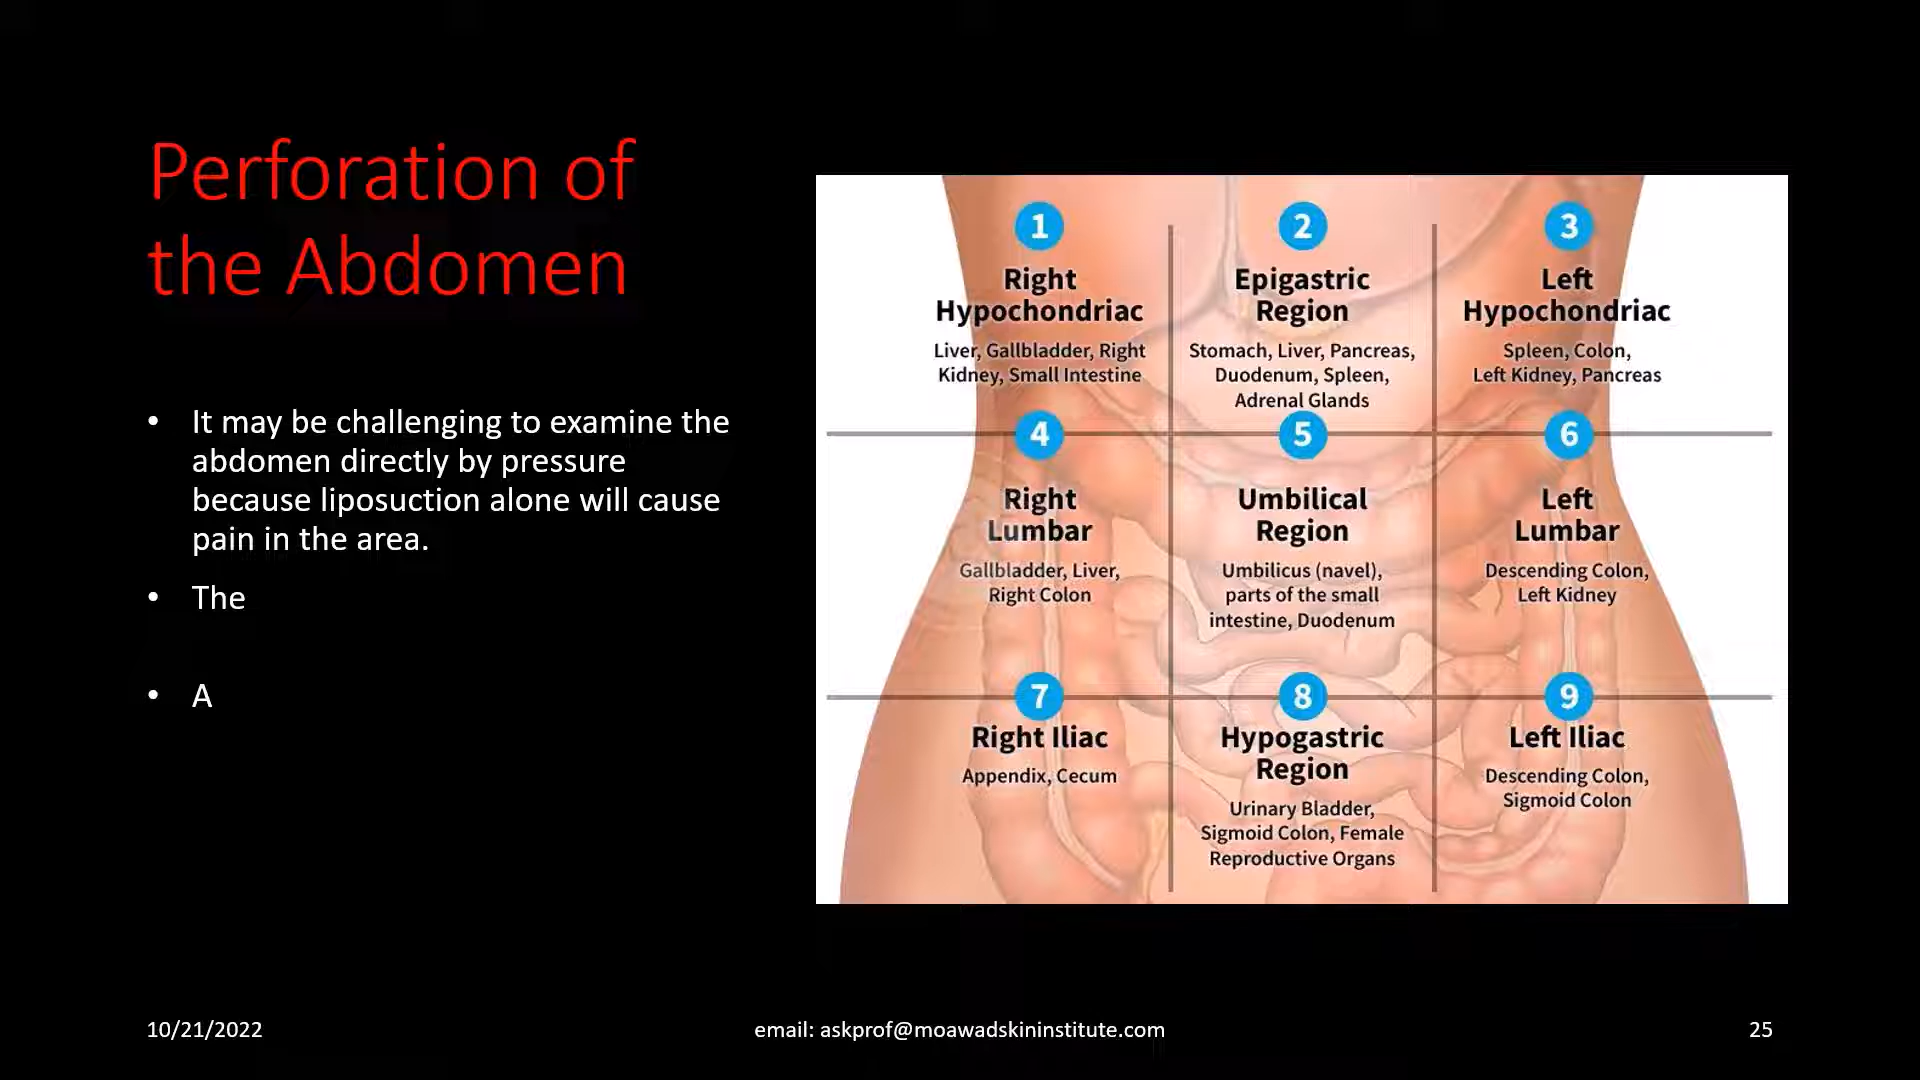 Perforation of
the Abdomen
• It may be challenging to examine the
abdomen directly by pressure
because liposuction alone will cause
pain in the area.
• The
• A
1
Right
Hypochondriac
Liver, Gallbladder, Right
Kidney, Small Intestine
2
Epigastric
Region
Stomach, Liver, Pancreas,
Duodenum, Spleen,
Adrenal Glands
3
Left
Hypochondriac
Spleen, Colon,
Left Kidney, Pancreas
4
Right
Lumbar
Gallbladder, Liver,
Right Colon
5
Umbilical
Region
Umbilicus (navel),
parts of the small
intestine, Duodenum
6
Left
Lumbar
Descending Colon,
Left Kidney
7
Right Iliac
Appendix, Cecum
8
Hypogastric
Region
Urinary Bladder,
Sigmoid Colon, Female
Reproductive Organs
9
Left Iliac
Descending Colon,
Sigmoid Colon
10/21/2022
email: askprof@moawadskininstitute.com
25